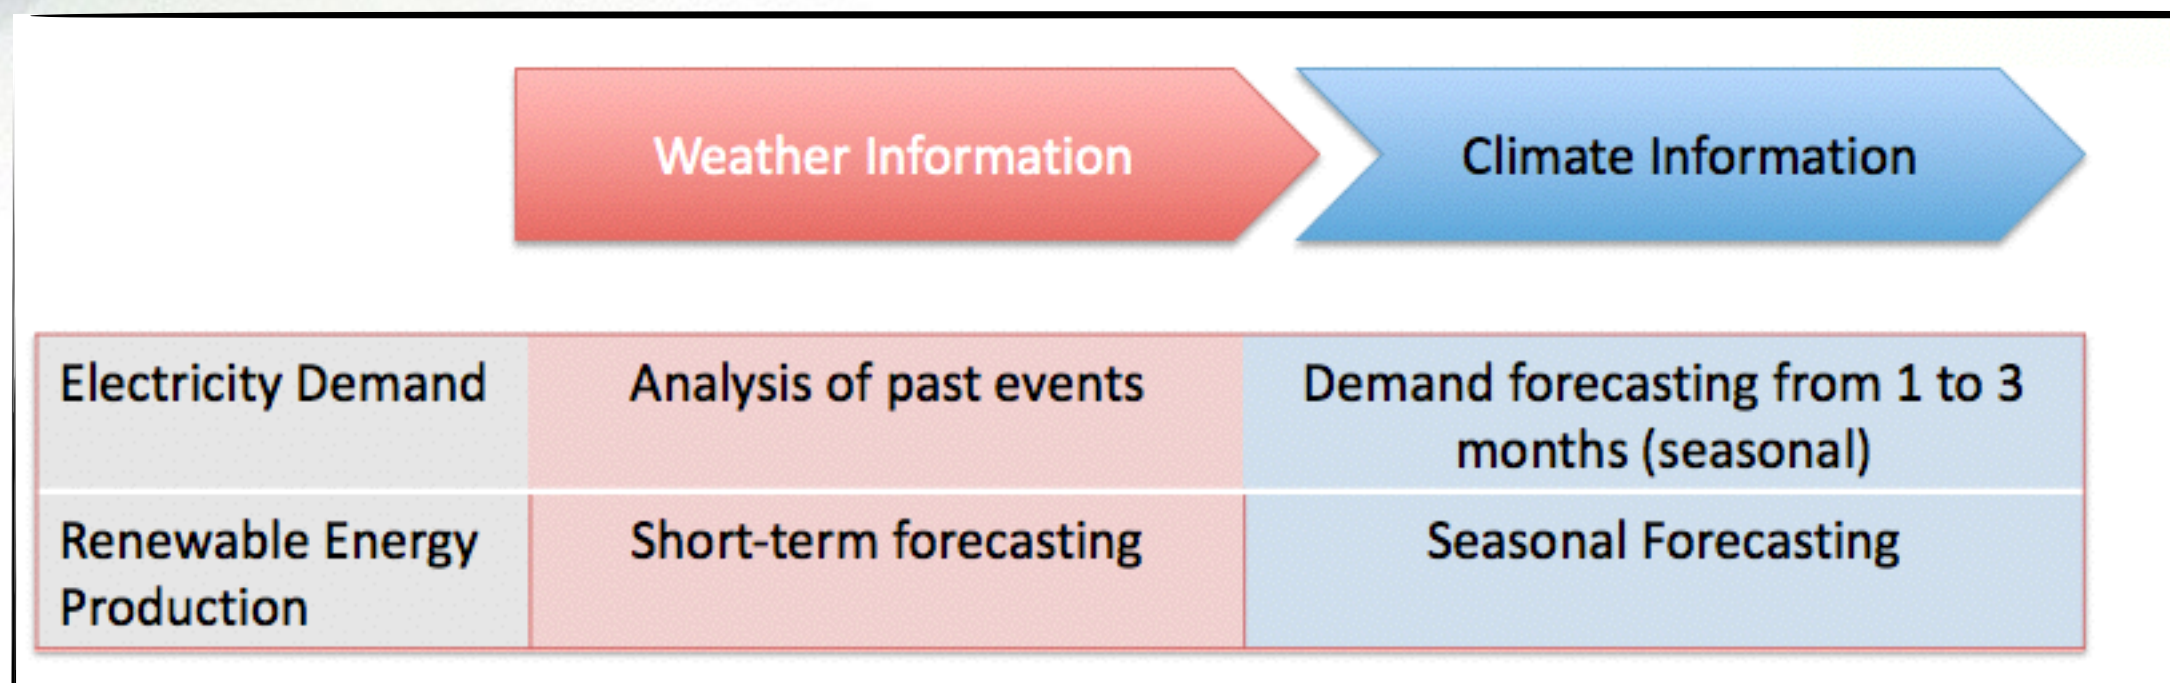 Weather Information
Climate Information
Electricity Demand
Analysis of past events
Demand forecasting from 1 to 3
months (seasonal)
Renewable Energy
Production
Short-term forecasting
Seasonal Forecasting